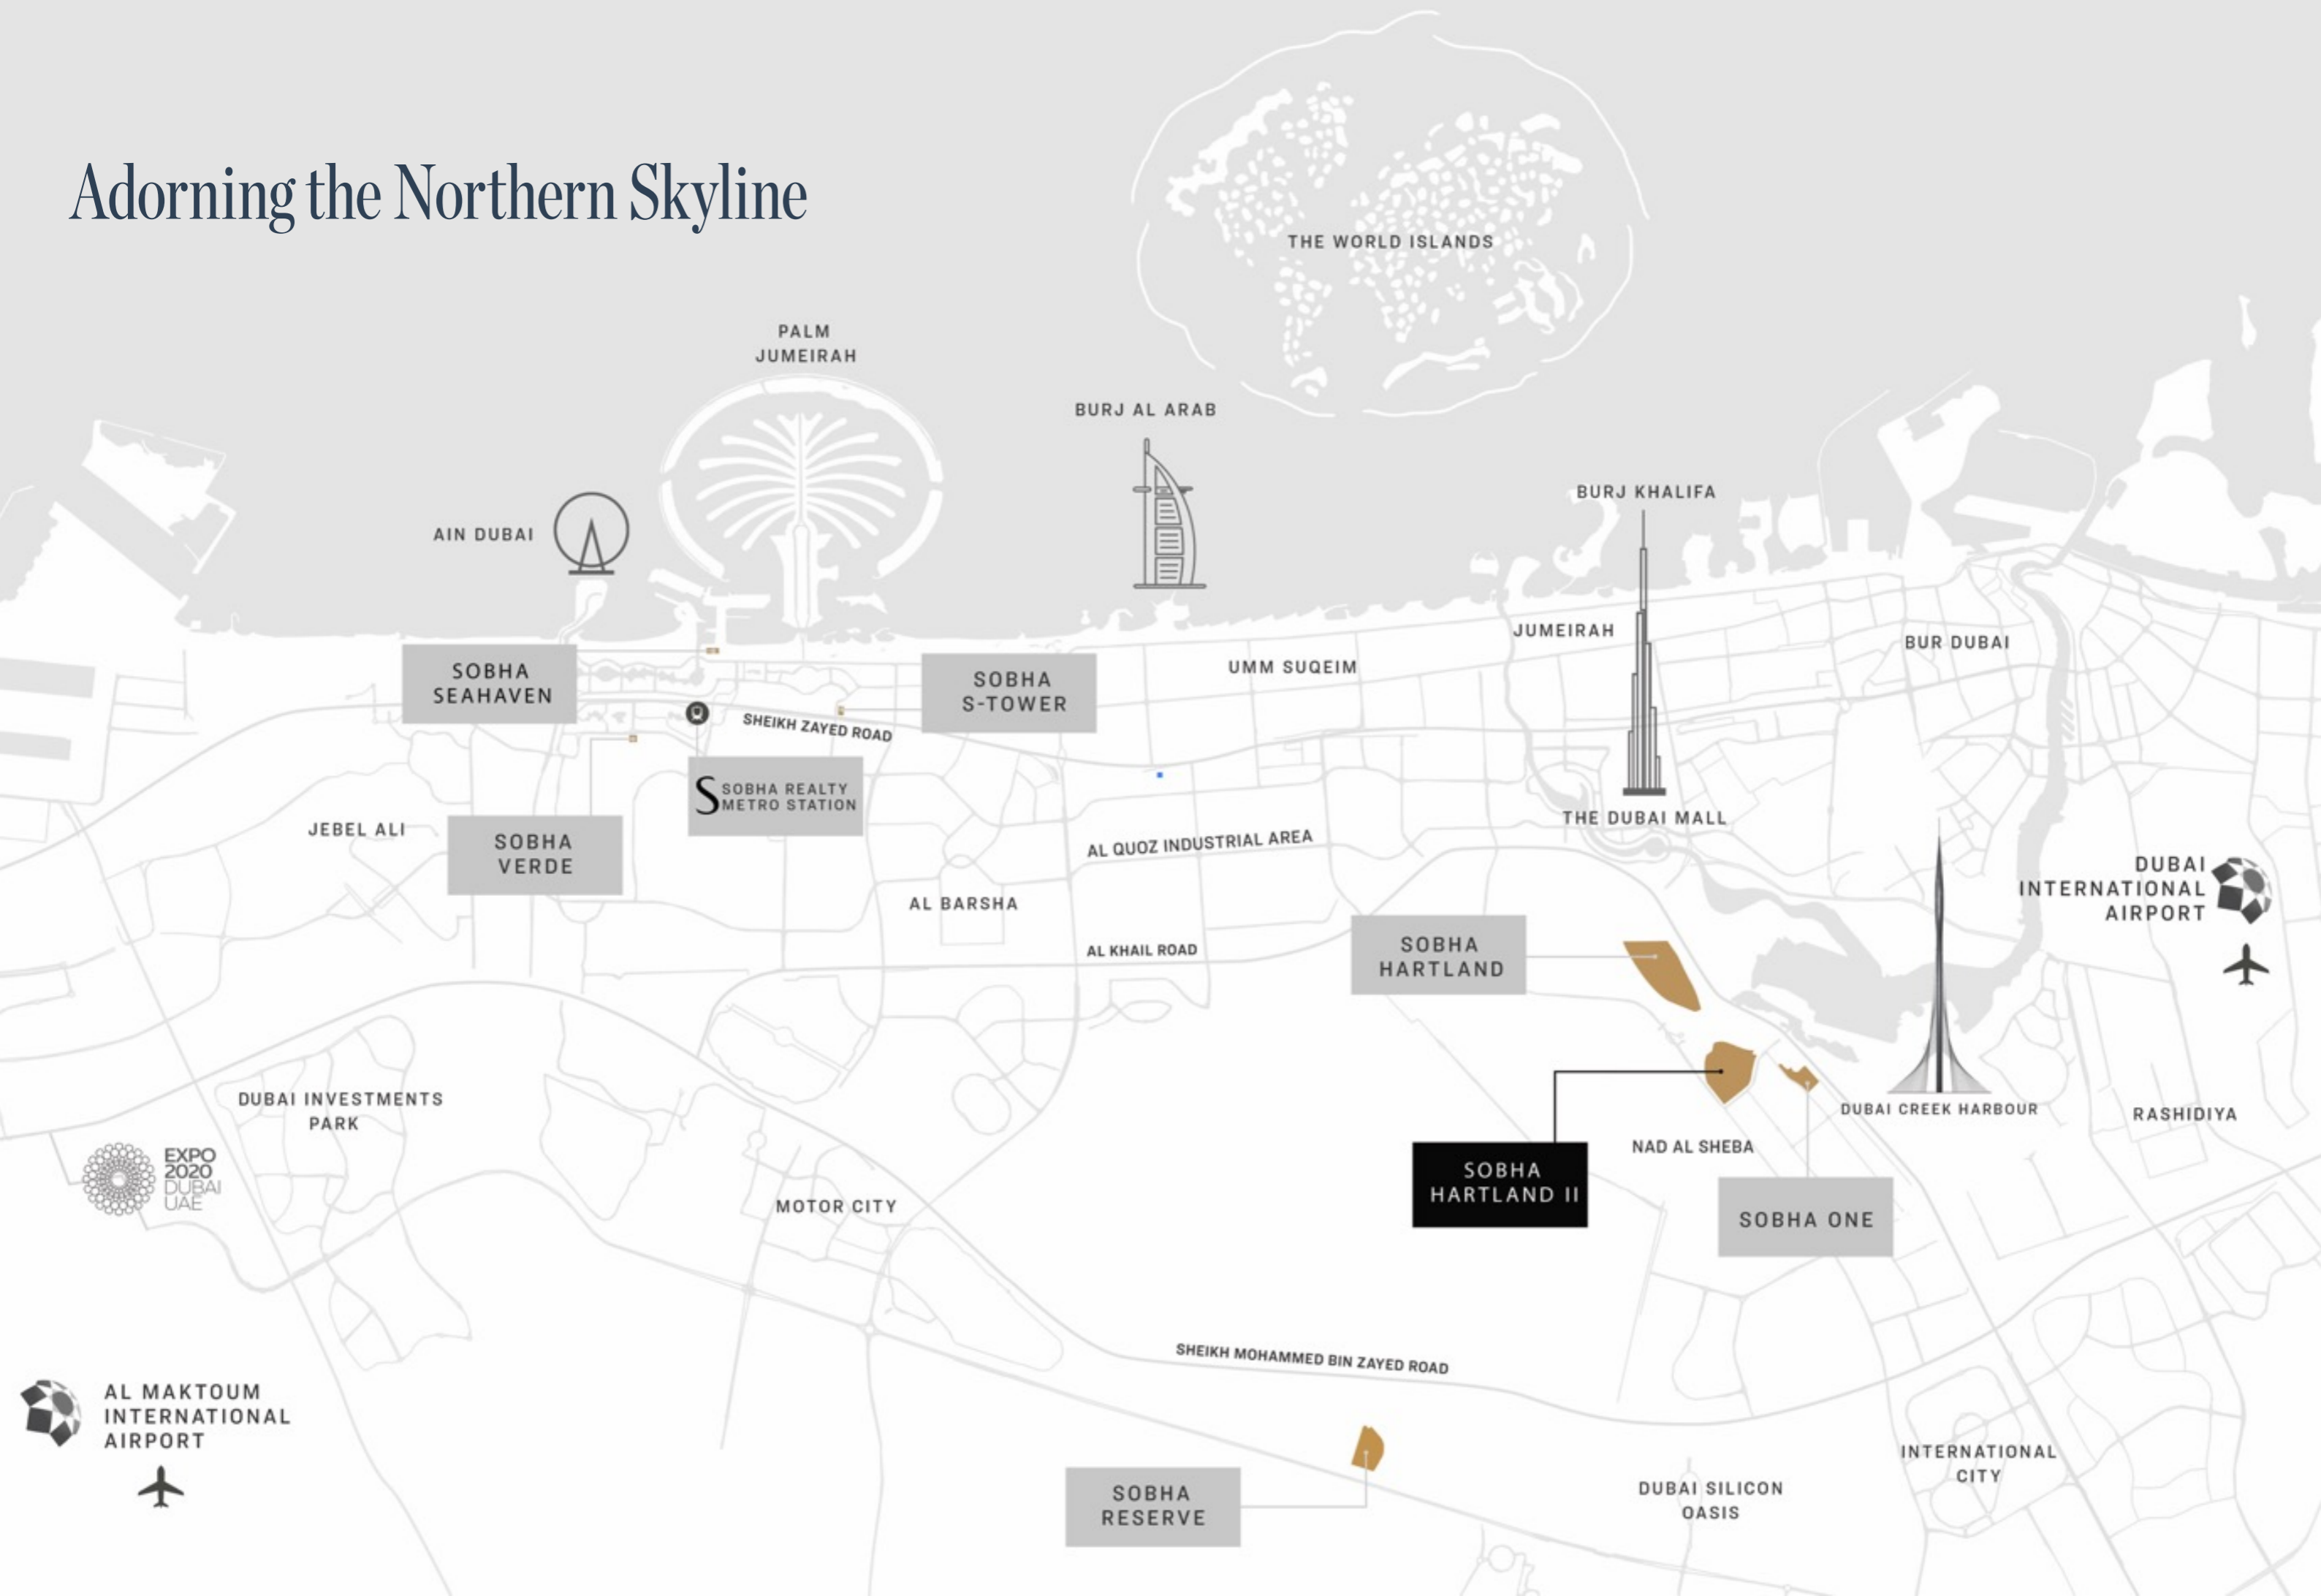 Adorning the Northern Skyline
THE WORLD ISLANDS
PALM
JUMEIRAH
BURJ AL ARAB
BURJ KHALIFA
AIN DUBAI
JUMEIRAH
BUR DUBAI
SOBHA
SEAHAVEN
SOBHA
S-TOWER
UMM SUQEIM
SHEIKH ZAYED ROAD
S SOBHA REALTY
METRO STATION
JEBEL ALI
SOBHA
VERDE
THE DUBAI MALL
AL QUOZ INDUSTRIAL AREA
DUBAI
INTERNATIONAL
AIRPORT
AL BARSHA
AL KHAIL ROAD
SOBHA
HARTLAND
DUBAI INVESTMENTS
PARK
DUBAI CREEK HARBOUR
RASHIDIYA
EXPO
2020
DUBAI
UAE
NAD AL SHEBA
SOBHA
HARTLAND II
MOTOR CITY
SOBHA ONE
SHEIKH MOHAMMED BIN ZAYED ROAD
AL MAKTOUM
INTERNATIONAL
AIRPORT
SOBHA
RESERVE
INTERNATIONAL
CITY
DUBAI SILICON
OASIS